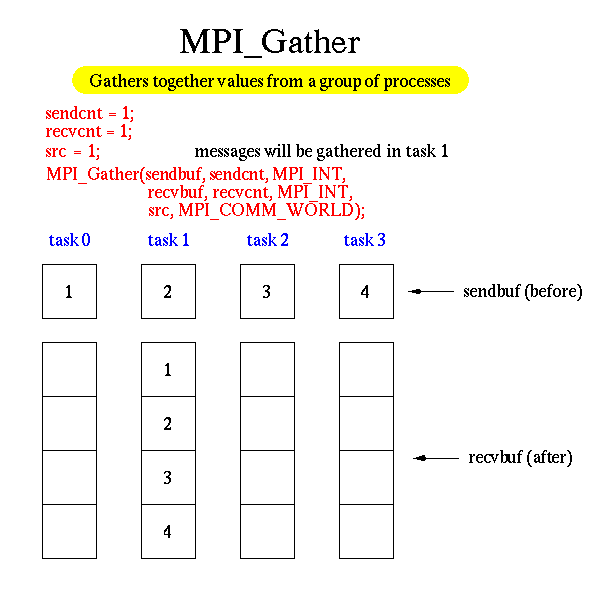 MPI_Gather
Gathers together values from a group of processes
sendcnt = 1;
recvcnt = 1;
src = 1; messages will be gathered in task 1
MPI_Gather(sendbuf, sendcnt, MPI_INT,
recvbuf, recvcnt, MPI_INT,
src, MPI_COMM_WORLD);
task 0 task 1 task 2 task 3
1 2 3 4 sendbuf (before)
1
2
3
recvbuf (after)
4